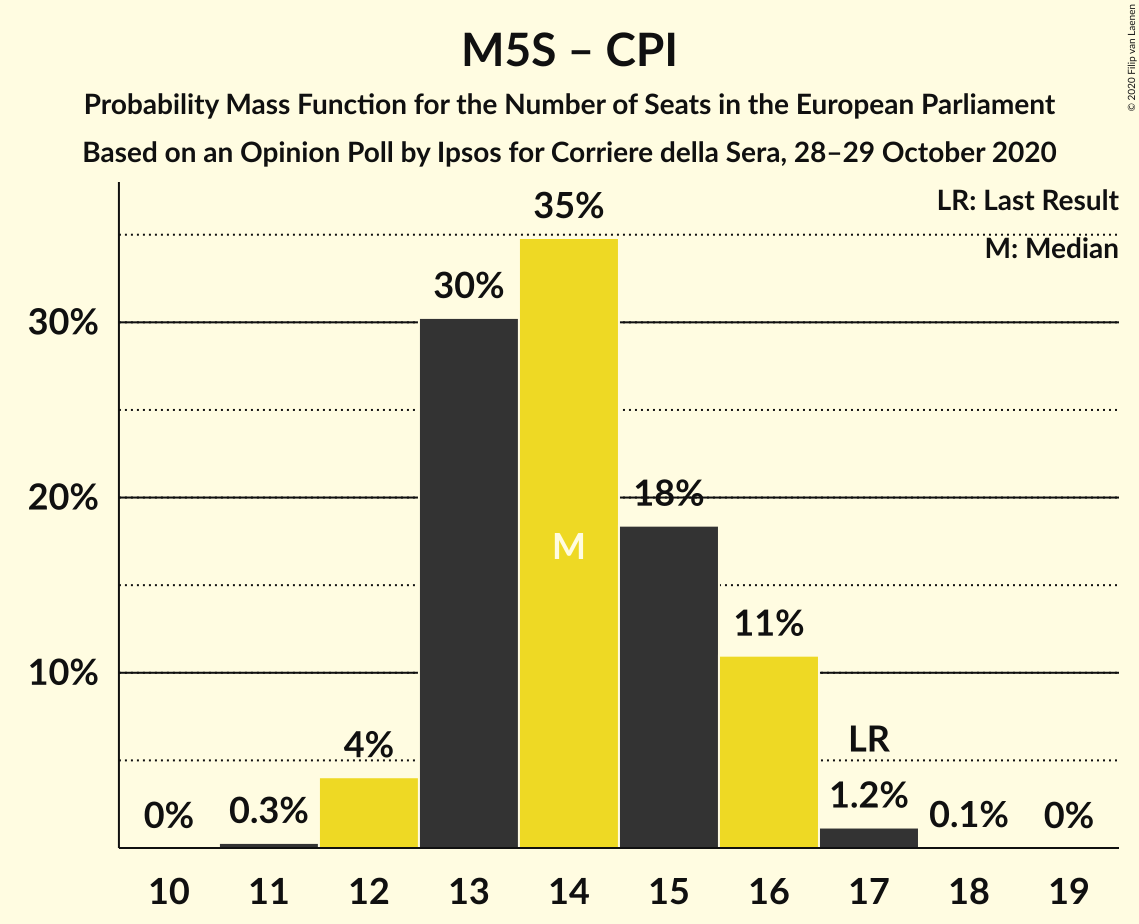 © 2020 Filip van Laenen
M5S – CPI
Probability Mass Function for the Number of Seats in the European Parliament
Based on an Opinion Poll by Ipsos for Corriere della Sera, 28–29 October 2020
LR: Last Result
M: Median
35%
30%
30%
20%
18%
M
11%
10%
LR
4%
1.2%
0.3%
0.1%
0%
0%
10 11 12 13 14 15 16 17 18 19